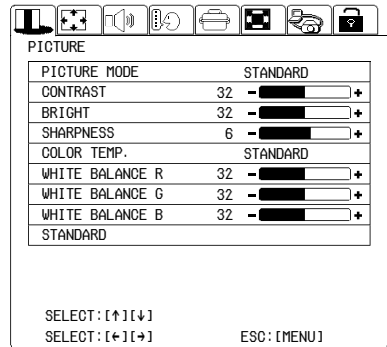 PICTURE
PICTURE MODE STANDARD
CONTRAST 32 - +
BRIGHT 32 - +
SHARPNESS 6 - +
COLOR TEMP. STANDARD
WHITE BALANCE R 32 - +
WHITE BALANCE G 32 - +
WHITE BALANCE B 32 - +
STANDARD
SELECT:[↑][↓]
SELECT:[←][→] ESC:[MENU]